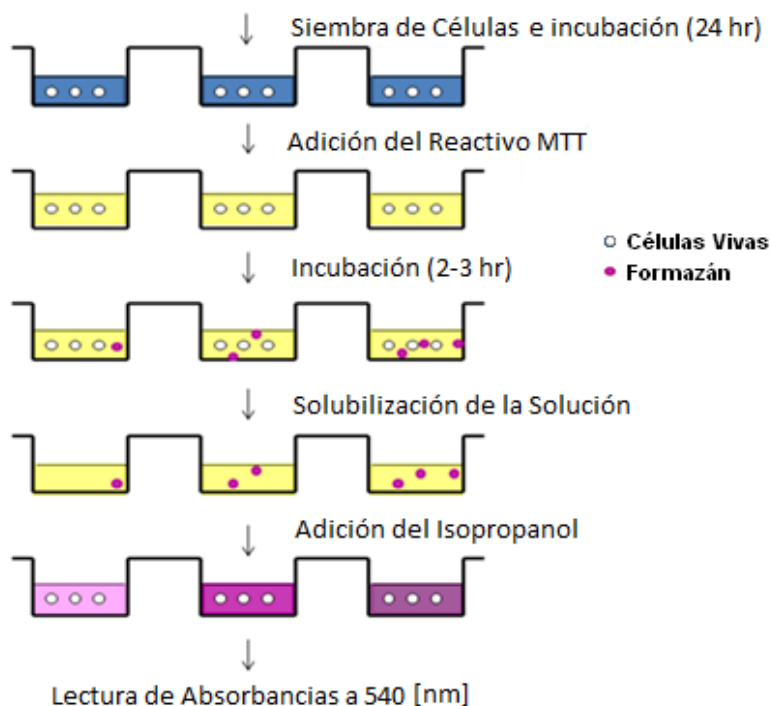 Siembra de Células e incubación (24 hr)
Adición del Reactivo MTT
Células Vivas
Formazán
Incubación (2-3 hr)
Solubilización de la Solución
Adición del Isopropanol
Lectura de Absorbancias a 540 [nm]